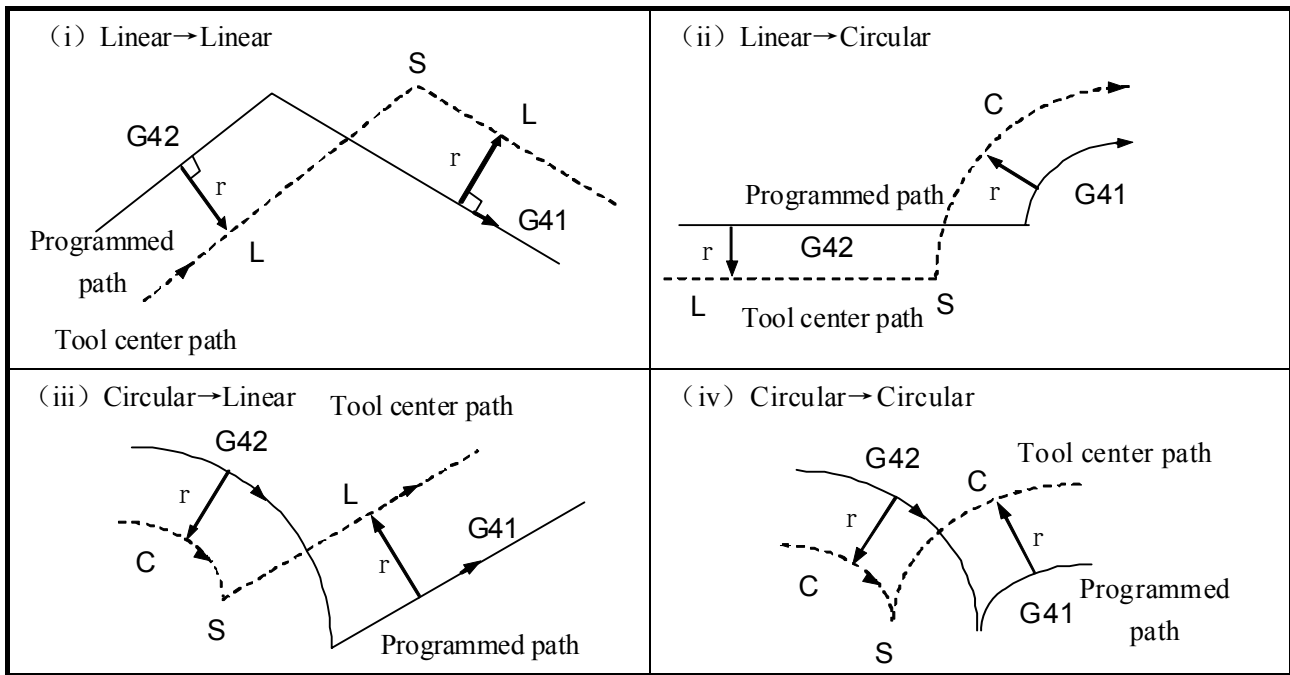 （i）Linear→Linear
S
L
G42
r
r
G41
Programmed
path
L
Tool center path
（ii）Linear→Circular
C
Programmed path
r
G41
r
G42
L
S
Tool center path
（iii）Circular→Linear
Tool center path
G42
r
L
G41
C
r
S
Programmed path
（iv）Circular→Circular
G42
C
Tool center path
r
r
C
G41
Programmed
path
S